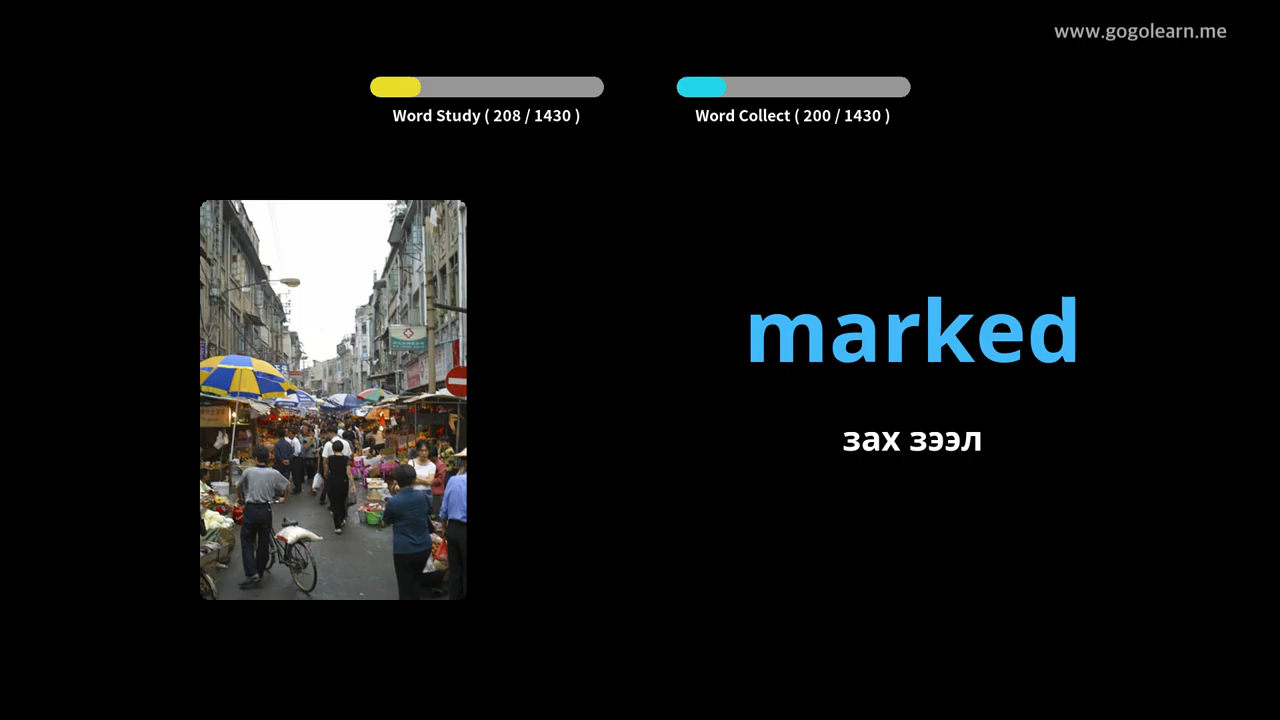 www.gogolearn.me
Word Study ( 208 / 1430 )
Word Collect ( 200 / 1430 )
marked
зах зээл